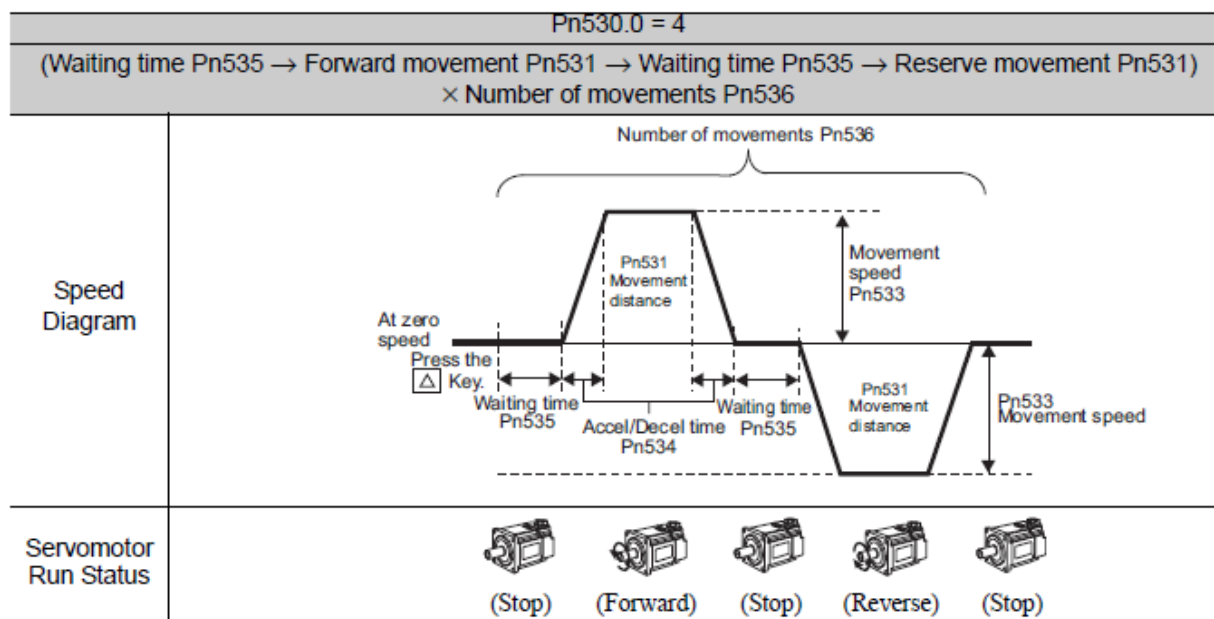 Pn530.0 = 4
(Waiting time Pn535 → Forward movement Pn531 → Waiting time Pn535 → Reserve movement Pn531)
× Number of movements Pn536
Speed
Diagram
Number of movements Pn536
Pn531
Movement
distance
Movement
speed
Pn533
At zero
speed
Press the
△ Key.
Waiting time
Pn535
Accel/Decel time
Pn534
Waiting time
Pn535
Pn531
Movement
distance
Pn533
Movement speed
Servomotor
Run Status
(Stop) (Forward) (Stop) (Reverse) (Stop)